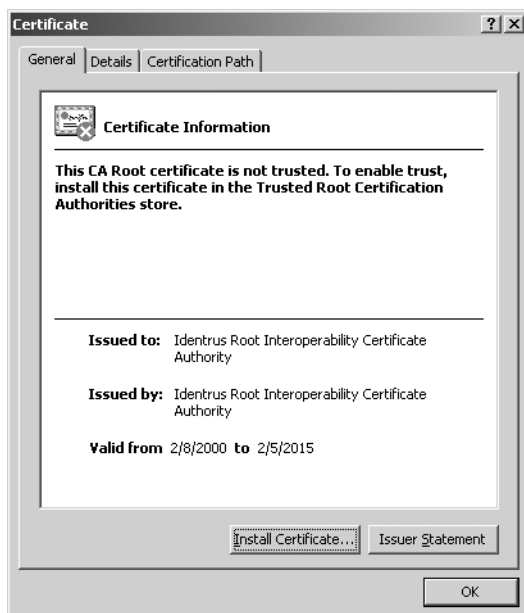 Certificate
General
Details
Certification Path
Certificate Information
This CA Root certificate is not trusted. To enable trust,
install this certificate in the Trusted Root Certification
Authorities store.
Issued to: Identrus Root Interoperability Certificate
Authority
Issued by: Identrus Root Interoperability Certificate
Authority
Valid from 2/8/2000 to 2/5/2015
Install Certificate... Issuer Statement
OK